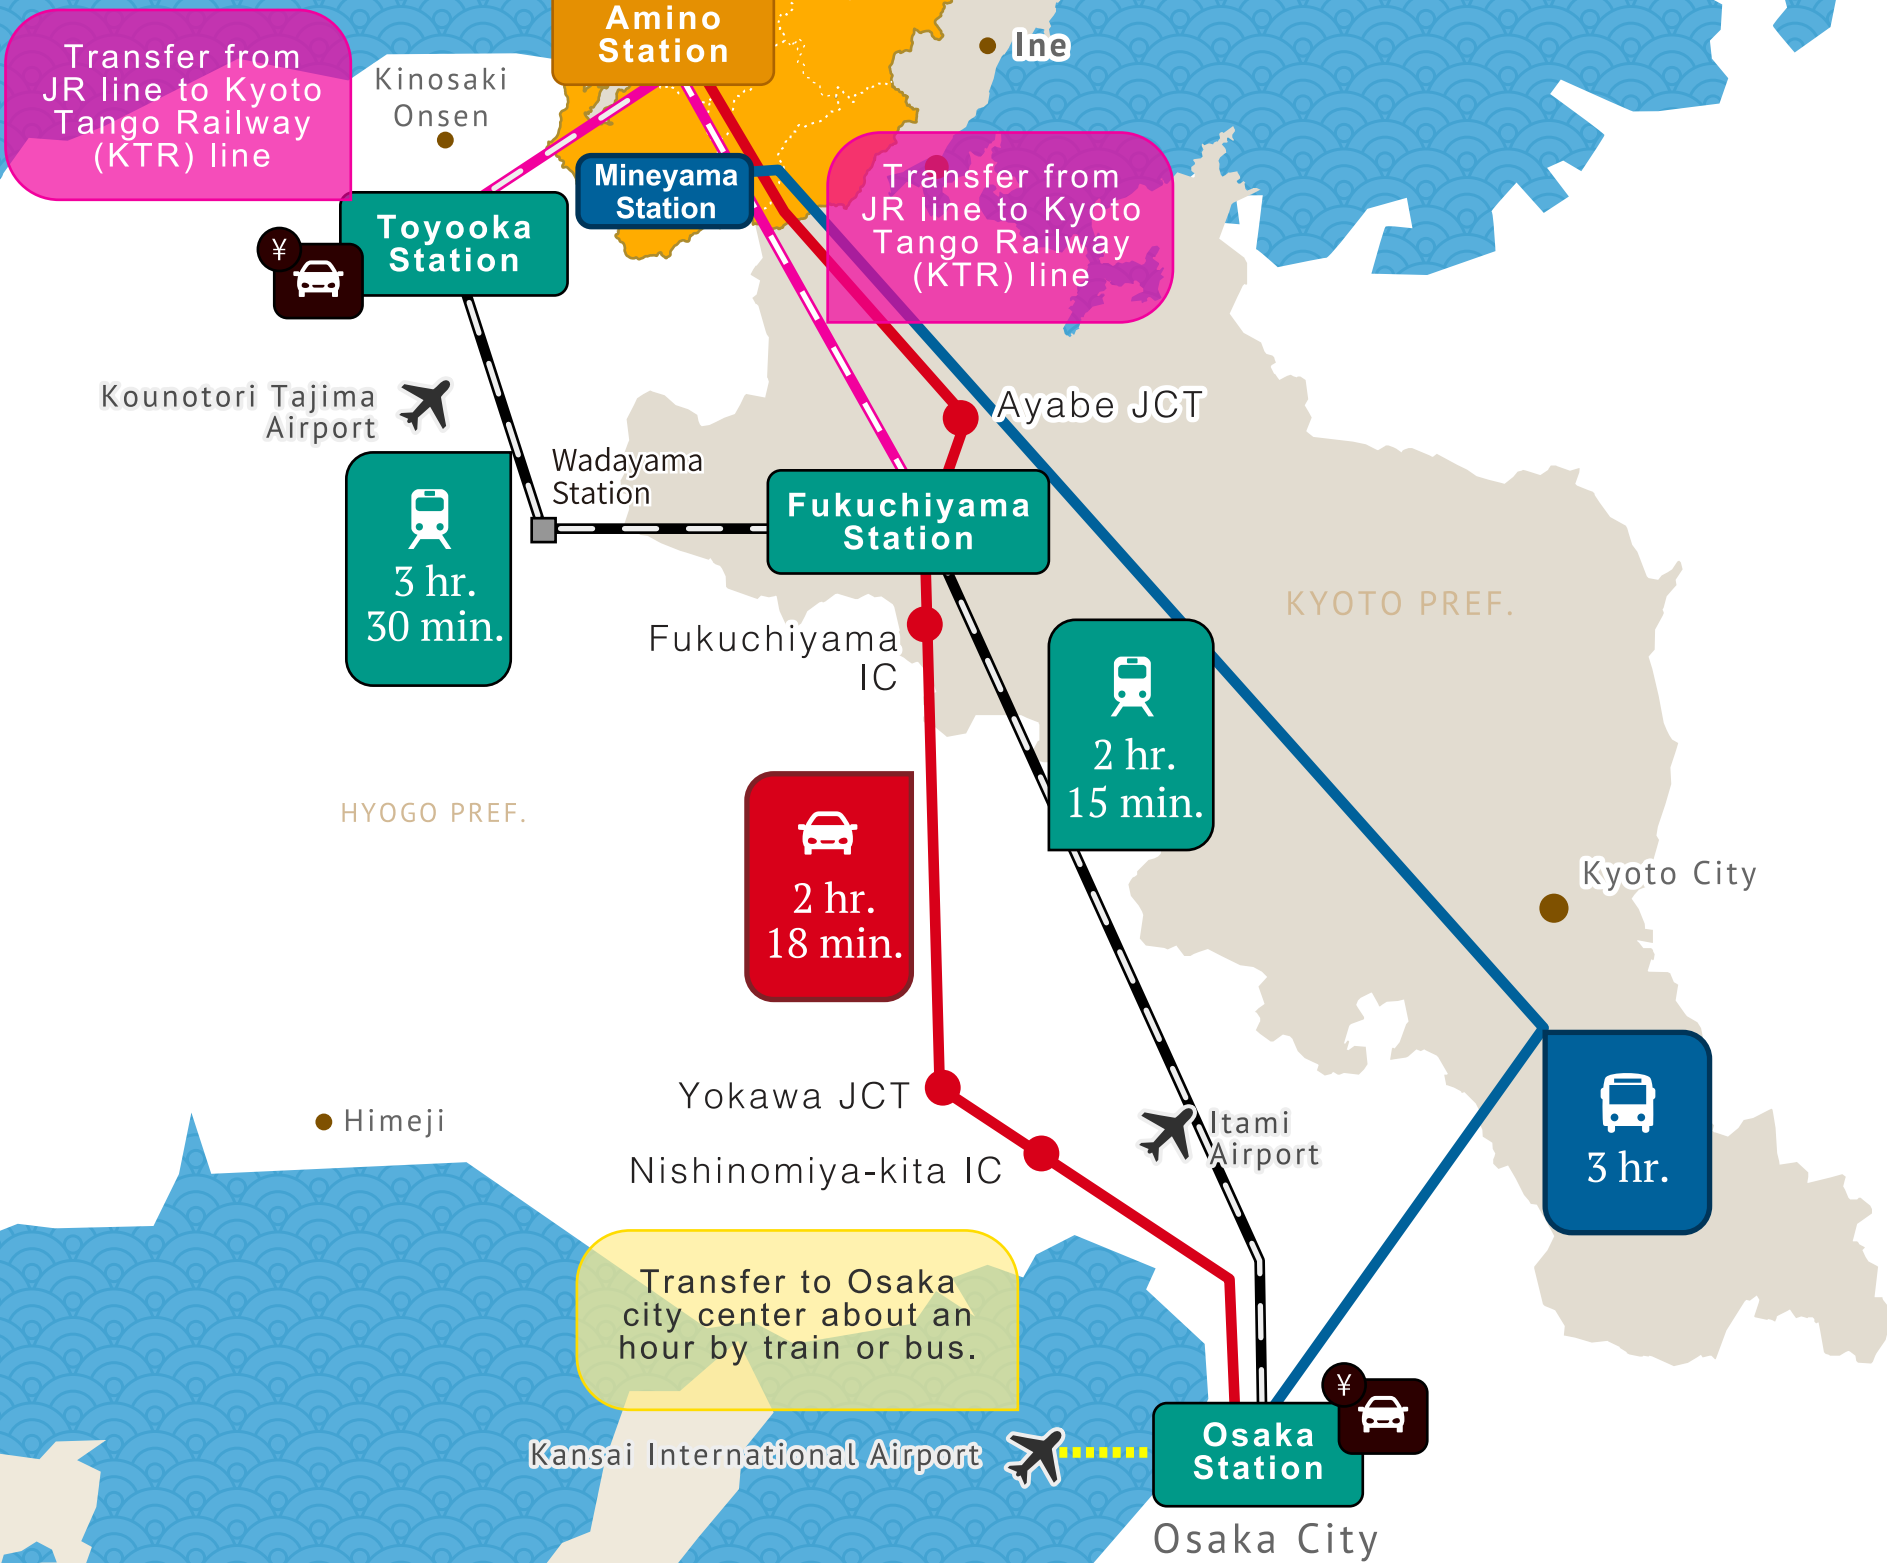 Amino
Station
Ine
Transfer from
JR line to Kyoto
Tango Railway
(KTR) line
Kinosaki
Onsen
Mineyama
Station
Transfer from
JR line to Kyoto
Tango Railway
(KTR) line
Toyooka
Station
¥
Kounotori Tajima
Airport
Ayabe JCT
Wadayama
Station
Fukuchiyama
Station
3 hr.
30 min.
KYOTO PREF.
Fukuchiyama
IC
2 hr.
15 min.
HYOGO PREF.
2 hr.
18 min.
Kyoto City
Yokawa JCT
Himeji
Itami
Airport
Nishinomiya-kita IC
3 hr.
Transfer to Osaka
city center about an
hour by train or bus.
¥
Kansai International Airport
Osaka
Station
Osaka City